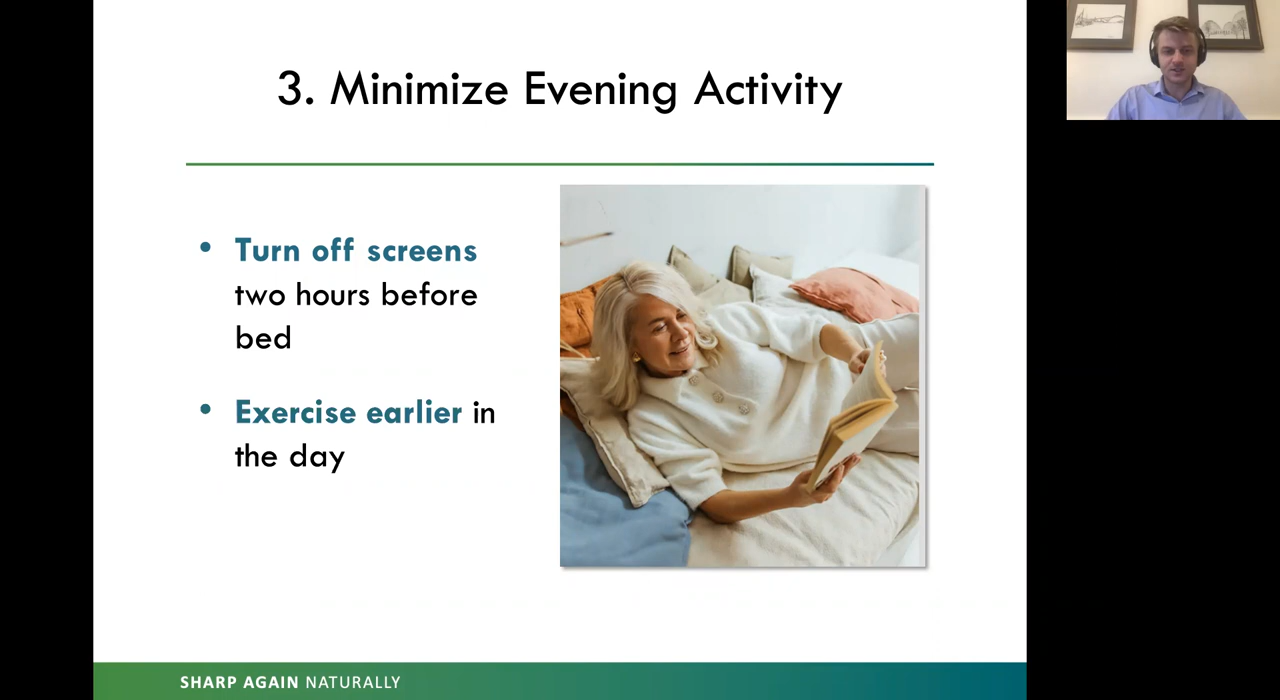 3. Minimize Evening Activity
• Turn off screens
two hours before
bed
• Exercise earlier in
the day
SHARP AGAIN NATURALLY